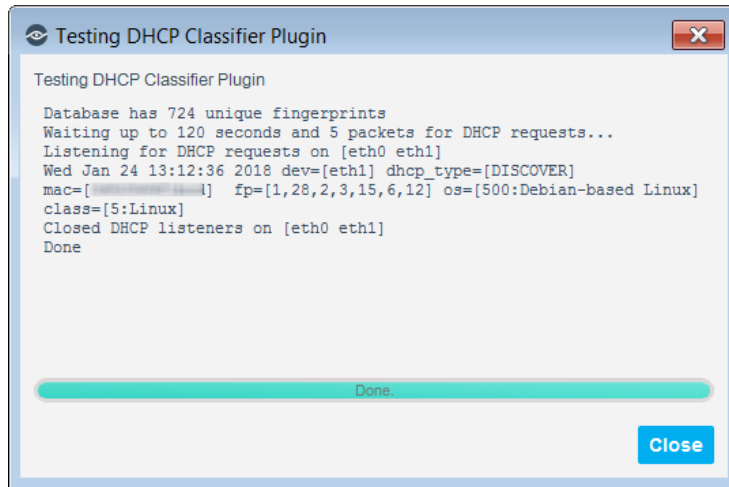 Testing DHCP Classifier Plugin
Testing DHCP Classifier Plugin
Database has 724 unique fingerprints
Waiting up to 120 seconds and 5 packets for DHCP requests...
Listening for DHCP requests on [eth0 eth1]
Wed Jan 24 13:12:36 2018 dev=[eth1] dhcp_type=[DISCOVER]
mac=[ ] fp=[1,28,2,3,15,6,12] os=[500:Debian-based Linux]
class=[5:Linux]
Closed DHCP listeners on [eth0 eth1]
Done
Done.
Close